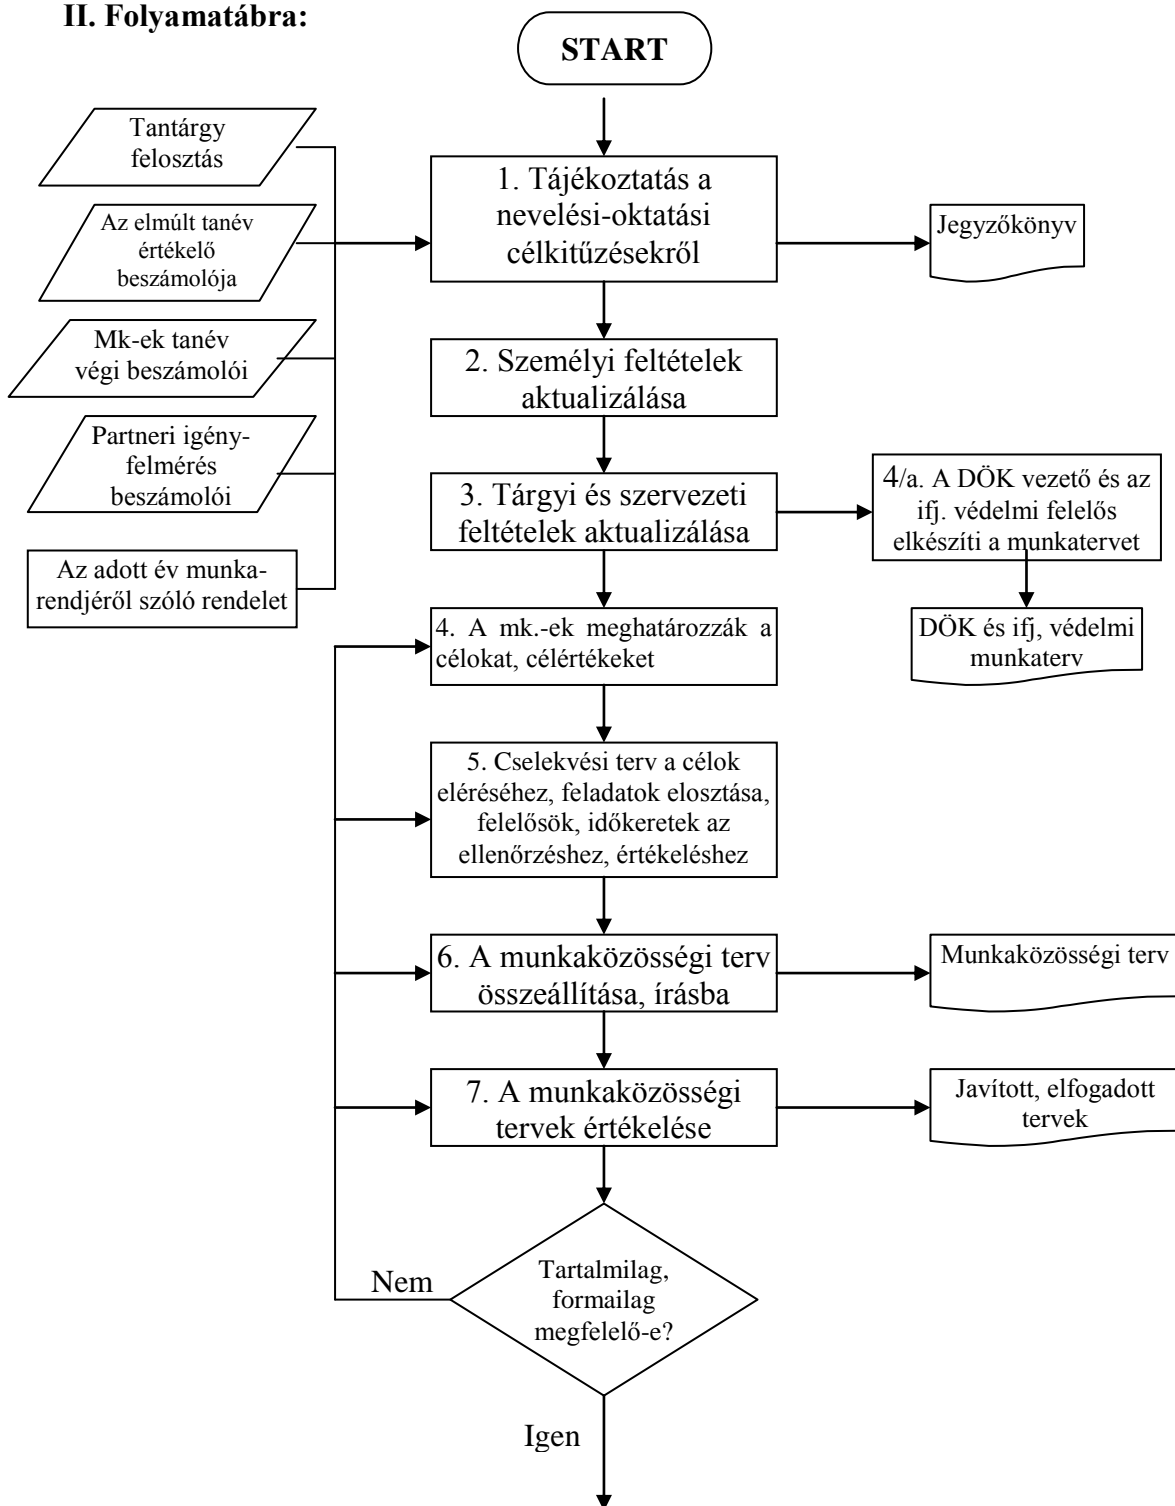 II. Folyamatábra:
START
Tantárgy
felosztás
Az elmúlt tanév
értékelő
beszámolója
Mk-ek tanév
végi beszámolói
Partneri igény-
felmérés
beszámolói
Az adott év munka-
rendjéről szóló rendelet
1. Tájékoztatás a
nevelési-oktatási
célkitűzésekről
Jegyzőkönyv
2. Személyi feltételek
aktualizálása
3. Tárgyi és szervezeti
feltételek aktualizálása
4/a. A DÖK vezető és az
ifj. védelmi felelős
elkészíti a munkatervet
DÖK és ifj, védelmi
munkaterv
4. A mk.-ek meghatározzák a
célokat, célértékeket
5. Cselekvési terv a célok
eléréséhez, feladatok elosztása,
felelősök, időkeretek az
ellenőrzéshez, értékeléshez
6. A munkaközösségi terv
összeállítása, írásba
Munkaközösségi terv
7. A munkaközösségi
tervek értékelése
Javított, elfogadott
tervek
Nem
Tartalmilag,
formailag
megfelelő-e?
Igen